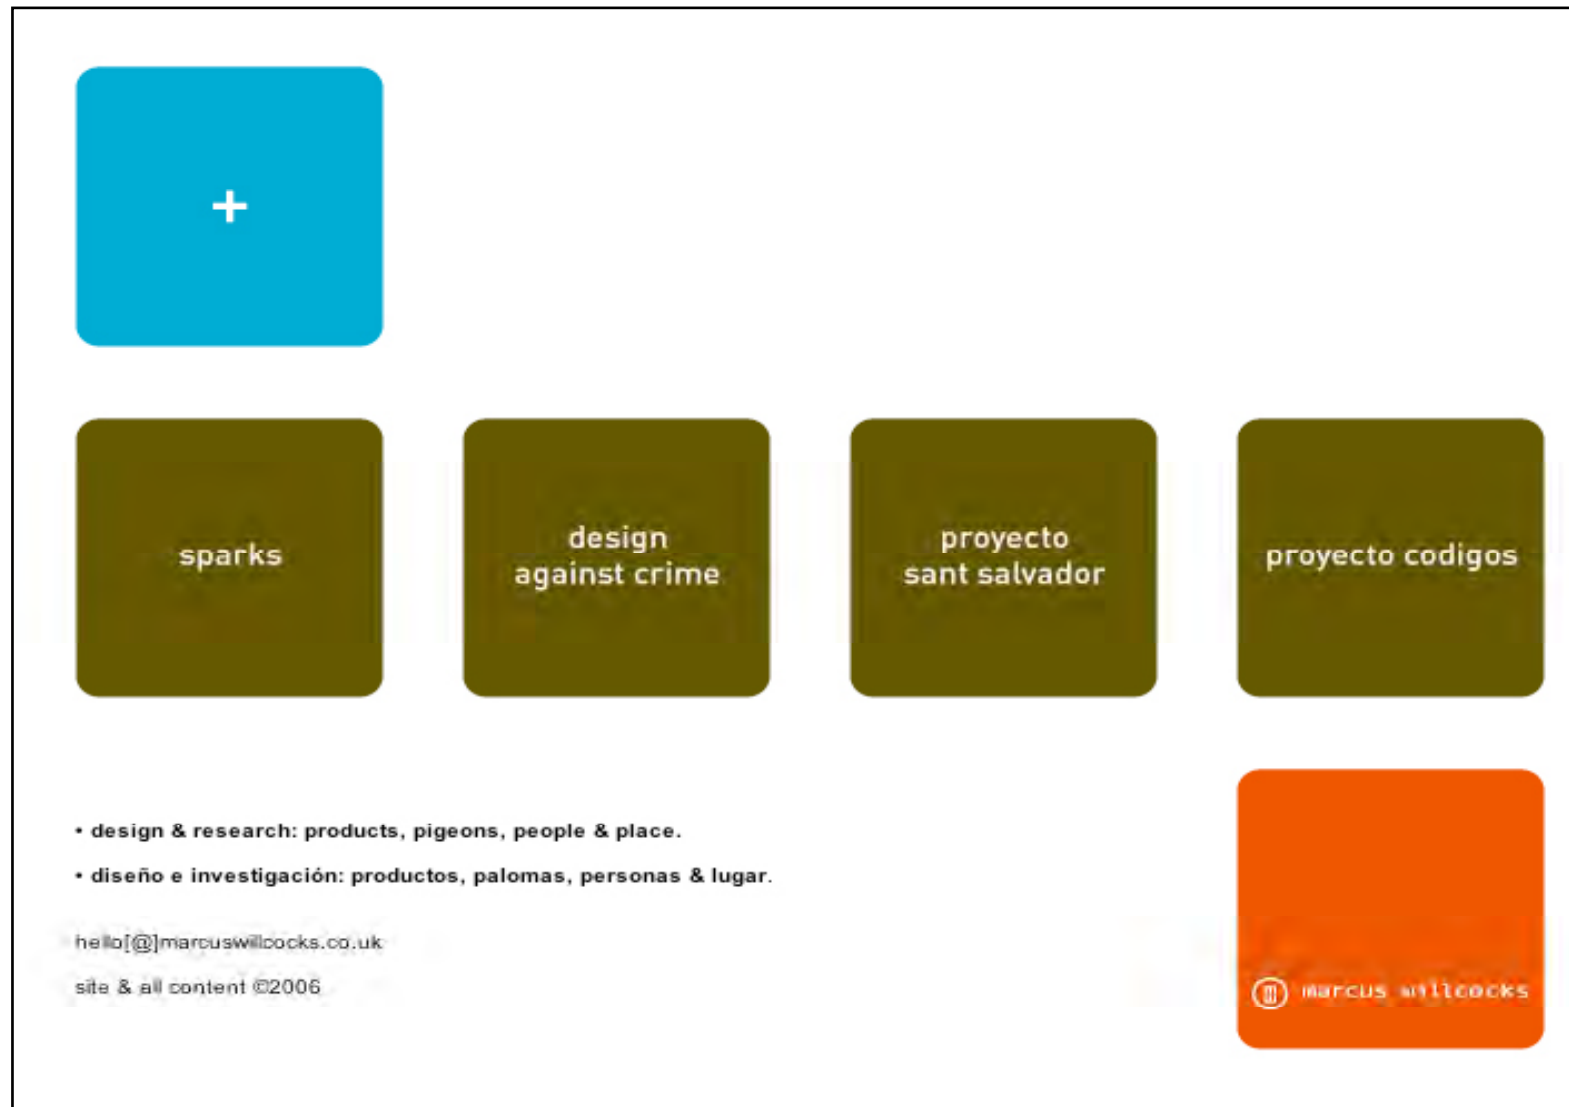 +
sparks
design
against crime
proyecto
sant salvador
proyecto codigos
• design & research: products, pigeons, people & place.
• diseño e investigación: productos, palomas, personas & lugar.
hello[@]marcuswillcocks.co.uk
site & all content ©2006
m marcus willcocks